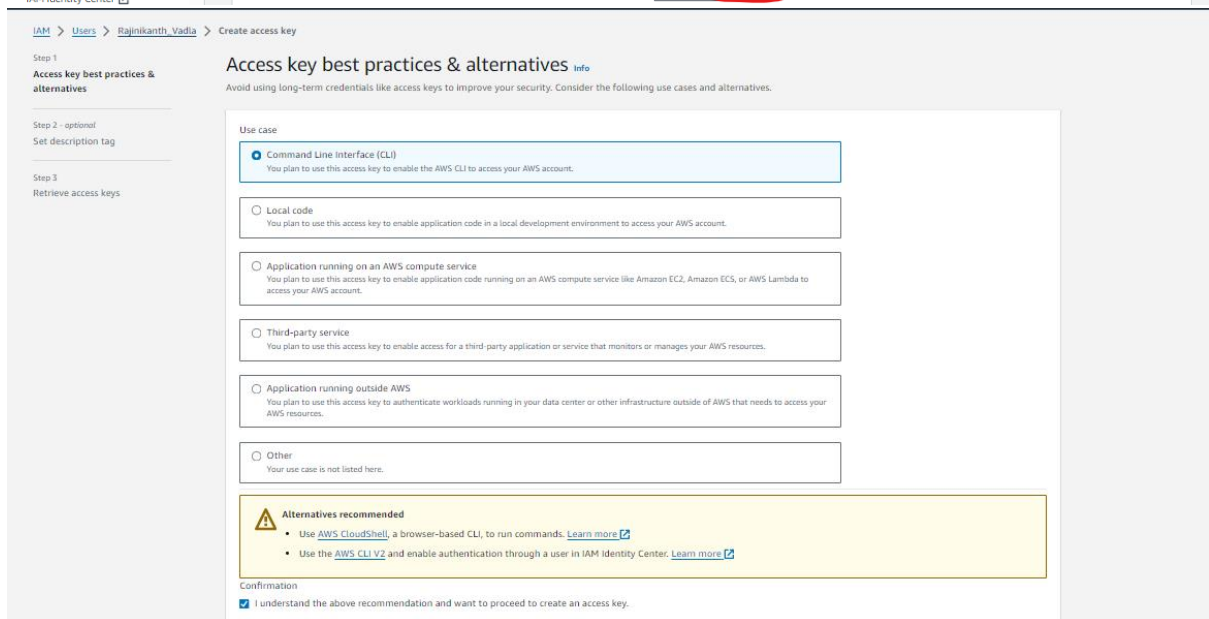 IAM Identity Center
IAM > Users > Rajinikanth_Vadla > Create access key
Step 1
Access key best practices &
alternatives
Step 2 - optional
Set description tag
Step 3
Retrieve access keys
Access key best practices & alternatives Info
Avoid using long-term credentials like access keys to improve your security. Consider the following use cases and alternatives.
Use case
Command Line Interface (CLI)
You plan to use this access key to enable the AWS CLI to access your AWS account.
Local code
You plan to use this access key to enable application code in a local development environment to access your AWS account.
Application running on an AWS compute service
You plan to use this access key to enable application code running on an AWS compute service like Amazon EC2, Amazon ECS, or AWS Lambda to
access your AWS account.
Third-party service
You plan to use this access key to enable access for a third-party application or service that monitors or manages your AWS resources.
Application running outside AWS
You plan to use this access key to authenticate workloads running in your data center or other infrastructure outside of AWS that needs to access your
AWS resources.
Other
Your use case is not listed here.
Alternatives recommended
• Use AWS CloudShell, a browser-based CLI, to run commands. Learn more
• Use the AWS CLI V2 and enable authentication through a user in IAM Identity Center. Learn more
Confirmation
I understand the above recommendation and want to proceed to create an access key.